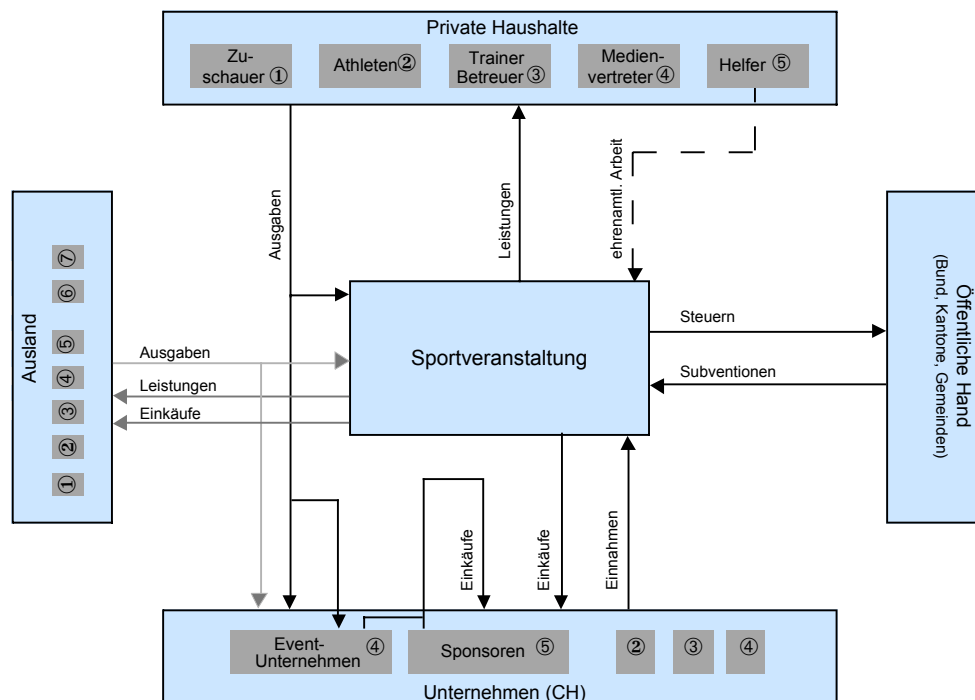 Private Haushalte
Zu-
schauer ①
Athleten ②
Trainer
Betreuer ③
Medien-
vertreter ④
Helfer ⑤
Ausgaben
Leistungen
ehrenamtl. Arbeit
Ausland
⑦
⑥
⑤
④
③
②
①
Ausgaben
Leistungen
Einkäufe
Sportveranstaltung
Steuern
Subventionen
Öffentliche Hand
(Bund, Kantone, Gemeinden)
Einkäufe
Einkäufe
Einnahmen
Event-
Unternehmen ④
Sponsoren ⑤
②
③
④
Unternehmen (CH)